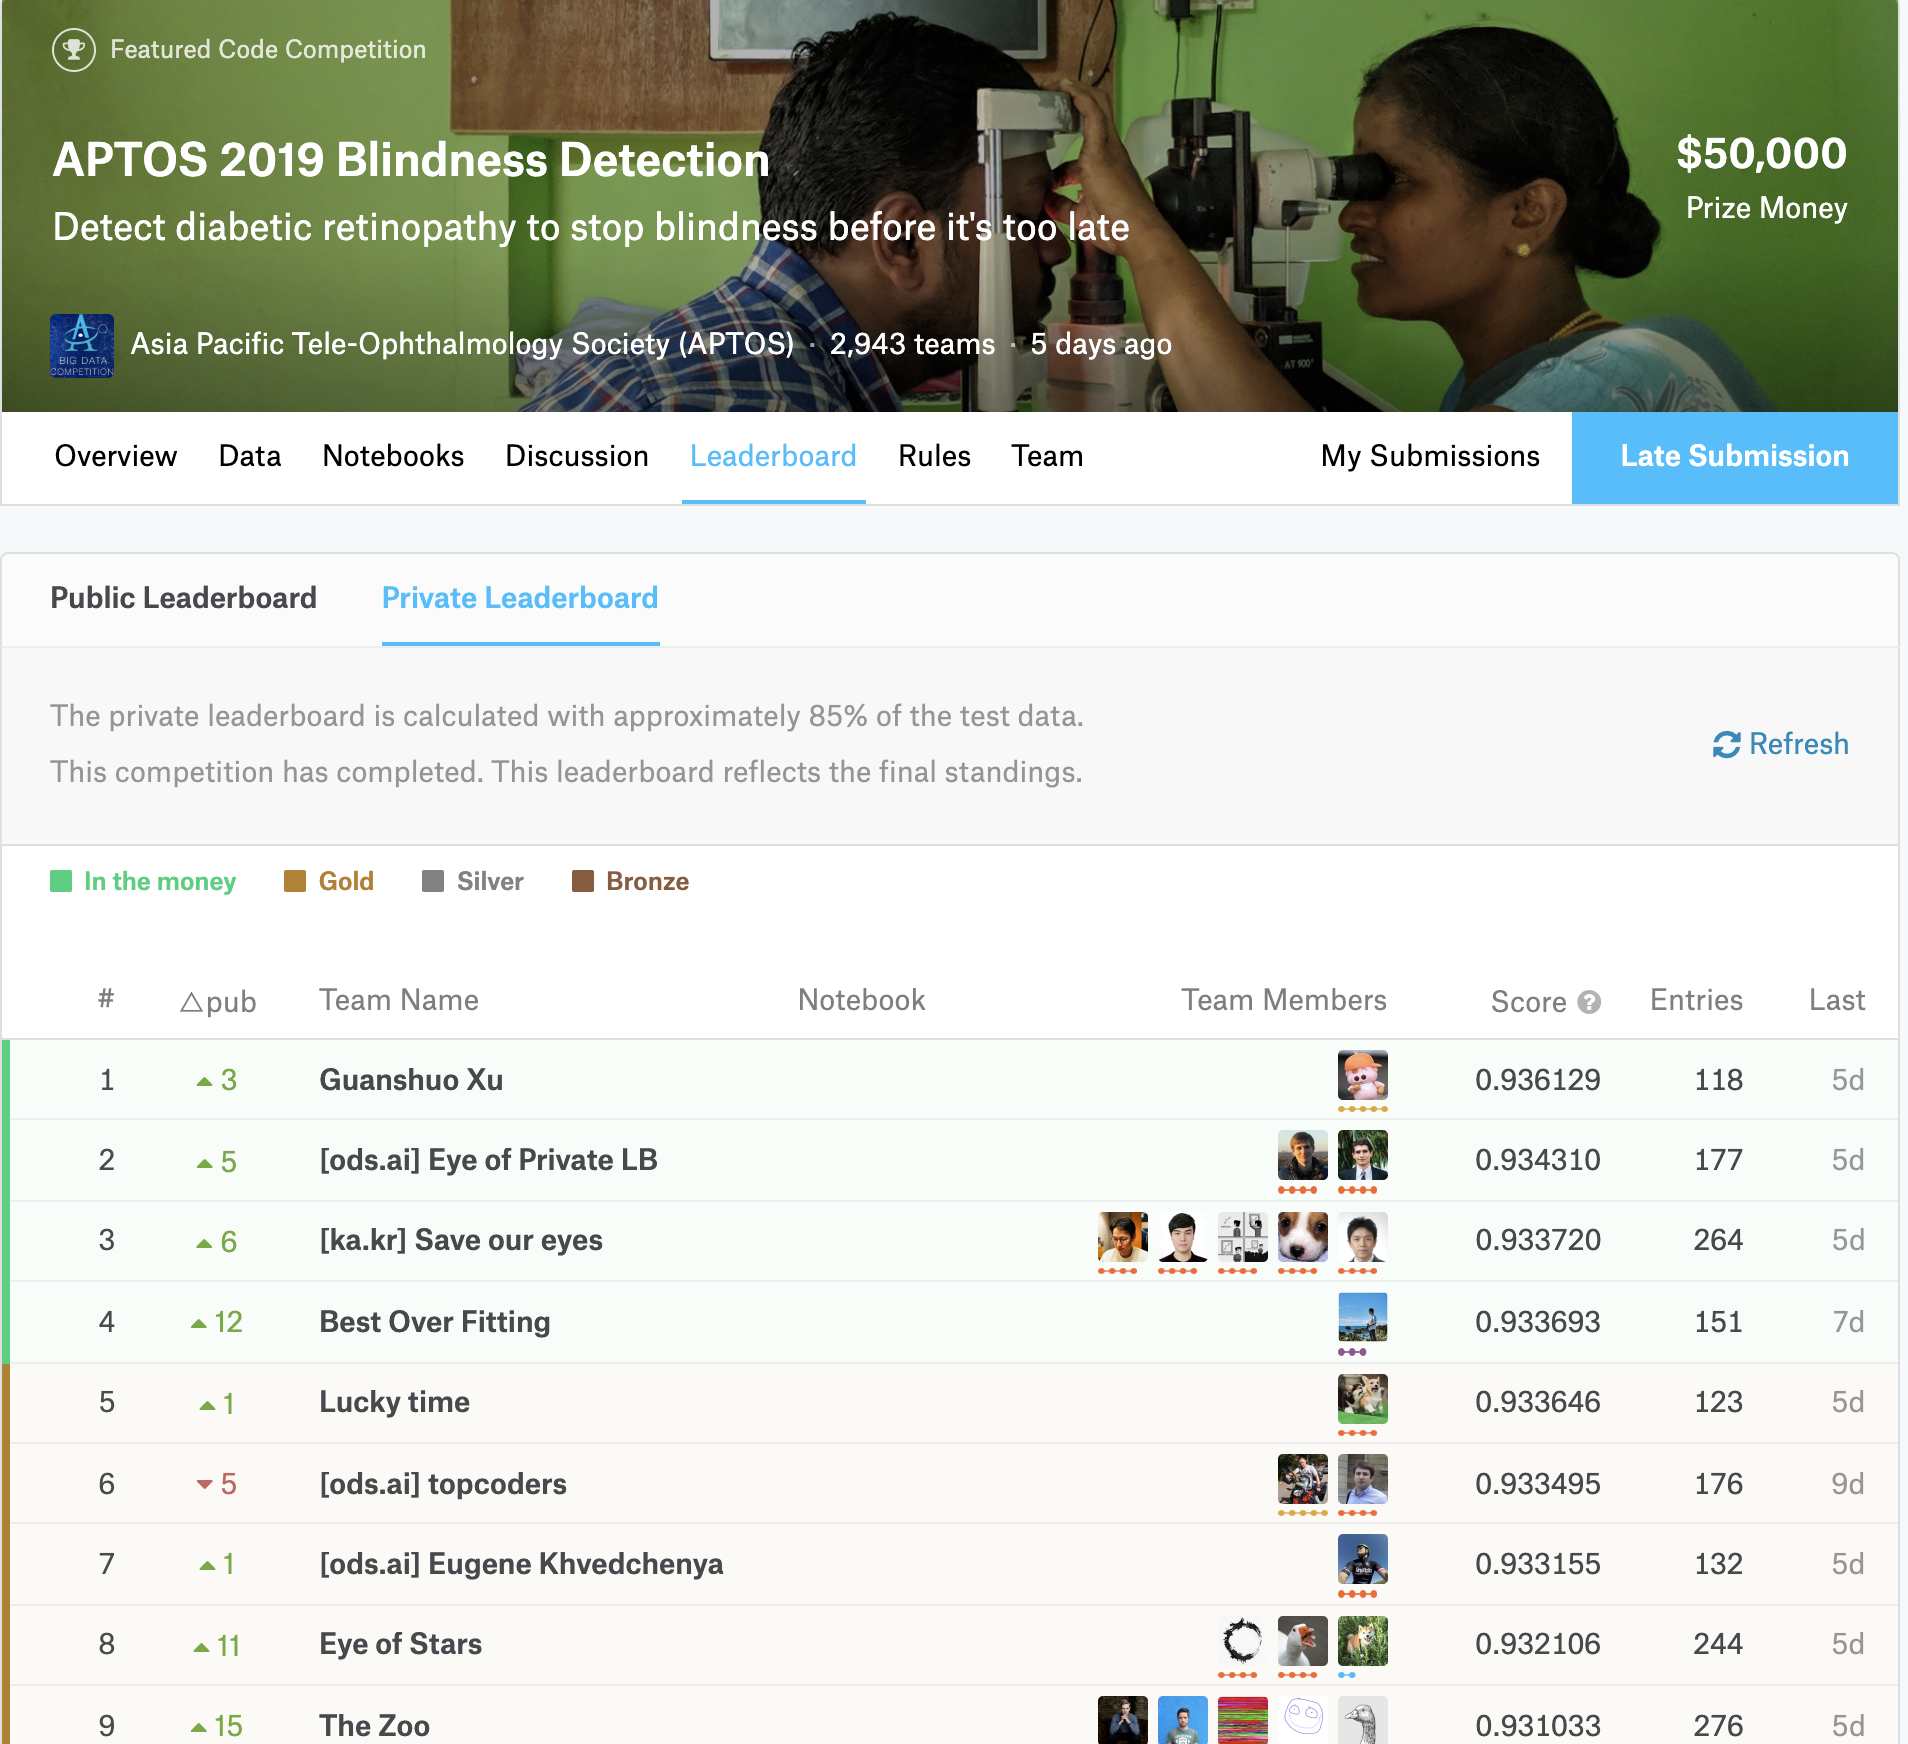 Featured Code Competition
APTOS 2019 Blindness Detection
Detect diabetic retinopathy to stop blindness before it's too late
$50,000
Prize Money
A
BIG DATA
COMPETITION
Asia Pacific Tele-Ophthalmology Society (APTOS) · 2,943 teams · 5 days ago
AT 900
Overview Data Notebooks Discussion Leaderboard Rules Team My Submissions Late Submission
Public Leaderboard Private Leaderboard
The private leaderboard is calculated with approximately 85% of the test data.
This competition has completed. This leaderboard reflects the final standings.
Refresh
In the money Gold Silver Bronze
# △pub Team Name Notebook Team Members Score ? Entries Last
1 ▲ 3 Guanshuo Xu 0.936129 118 5d
2 ▲ 5 [ods.ai] Eye of Private LB 0.934310 177 5d
3 ▲ 6 [ka.kr] Save our eyes 0.933720 264 5d
4 ▲ 12 Best Over Fitting 0.933693 151 7d
5 ▲ 1 Lucky time 0.933646 123 5d
6 ▼ 5 [ods.ai] topcoders 0.933495 176 9d
7 ▲ 1 [ods.ai] Eugene Khvedchenya 0.933155 132 5d
8 ▲ 11 Eye of Stars 0.932106 244 5d
9 ▲ 15 The Zoo 0.931033 276 5d